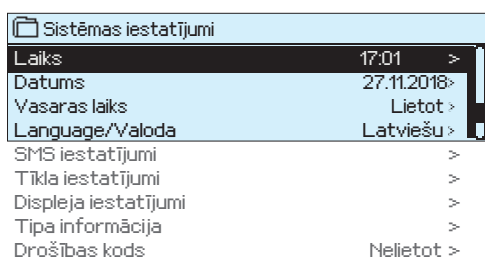 Sistēmas iestatījumi
Laiks 17:01 >
Datums 27.11.2018>
Vasaras laiks Lietot >
Language/Valoda Latviešu >
SMS iestatījumi >
Tīkla iestatījumi >
Displeja iestatījumi >
Tipa informācija >
Drošības kods Nelietot >